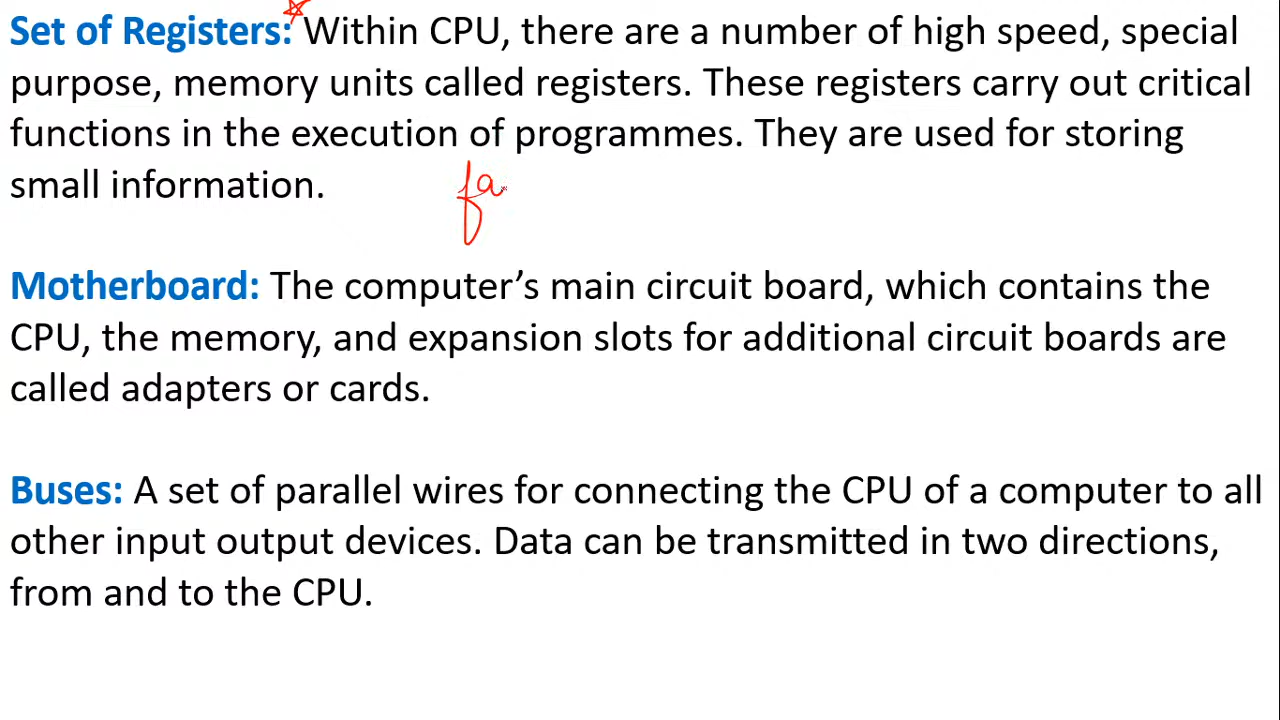 Set of Registers: Within CPU, there are a number of high speed, special
purpose, memory units called registers. These registers carry out critical
functions in the execution of programmes. They are used for storing
small information.
fa
Motherboard: The computer’s main circuit board, which contains the
CPU, the memory, and expansion slots for additional circuit boards are
called adapters or cards.
Buses: A set of parallel wires for connecting the CPU of a computer to all
other input output devices. Data can be transmitted in two directions,
from and to the CPU.